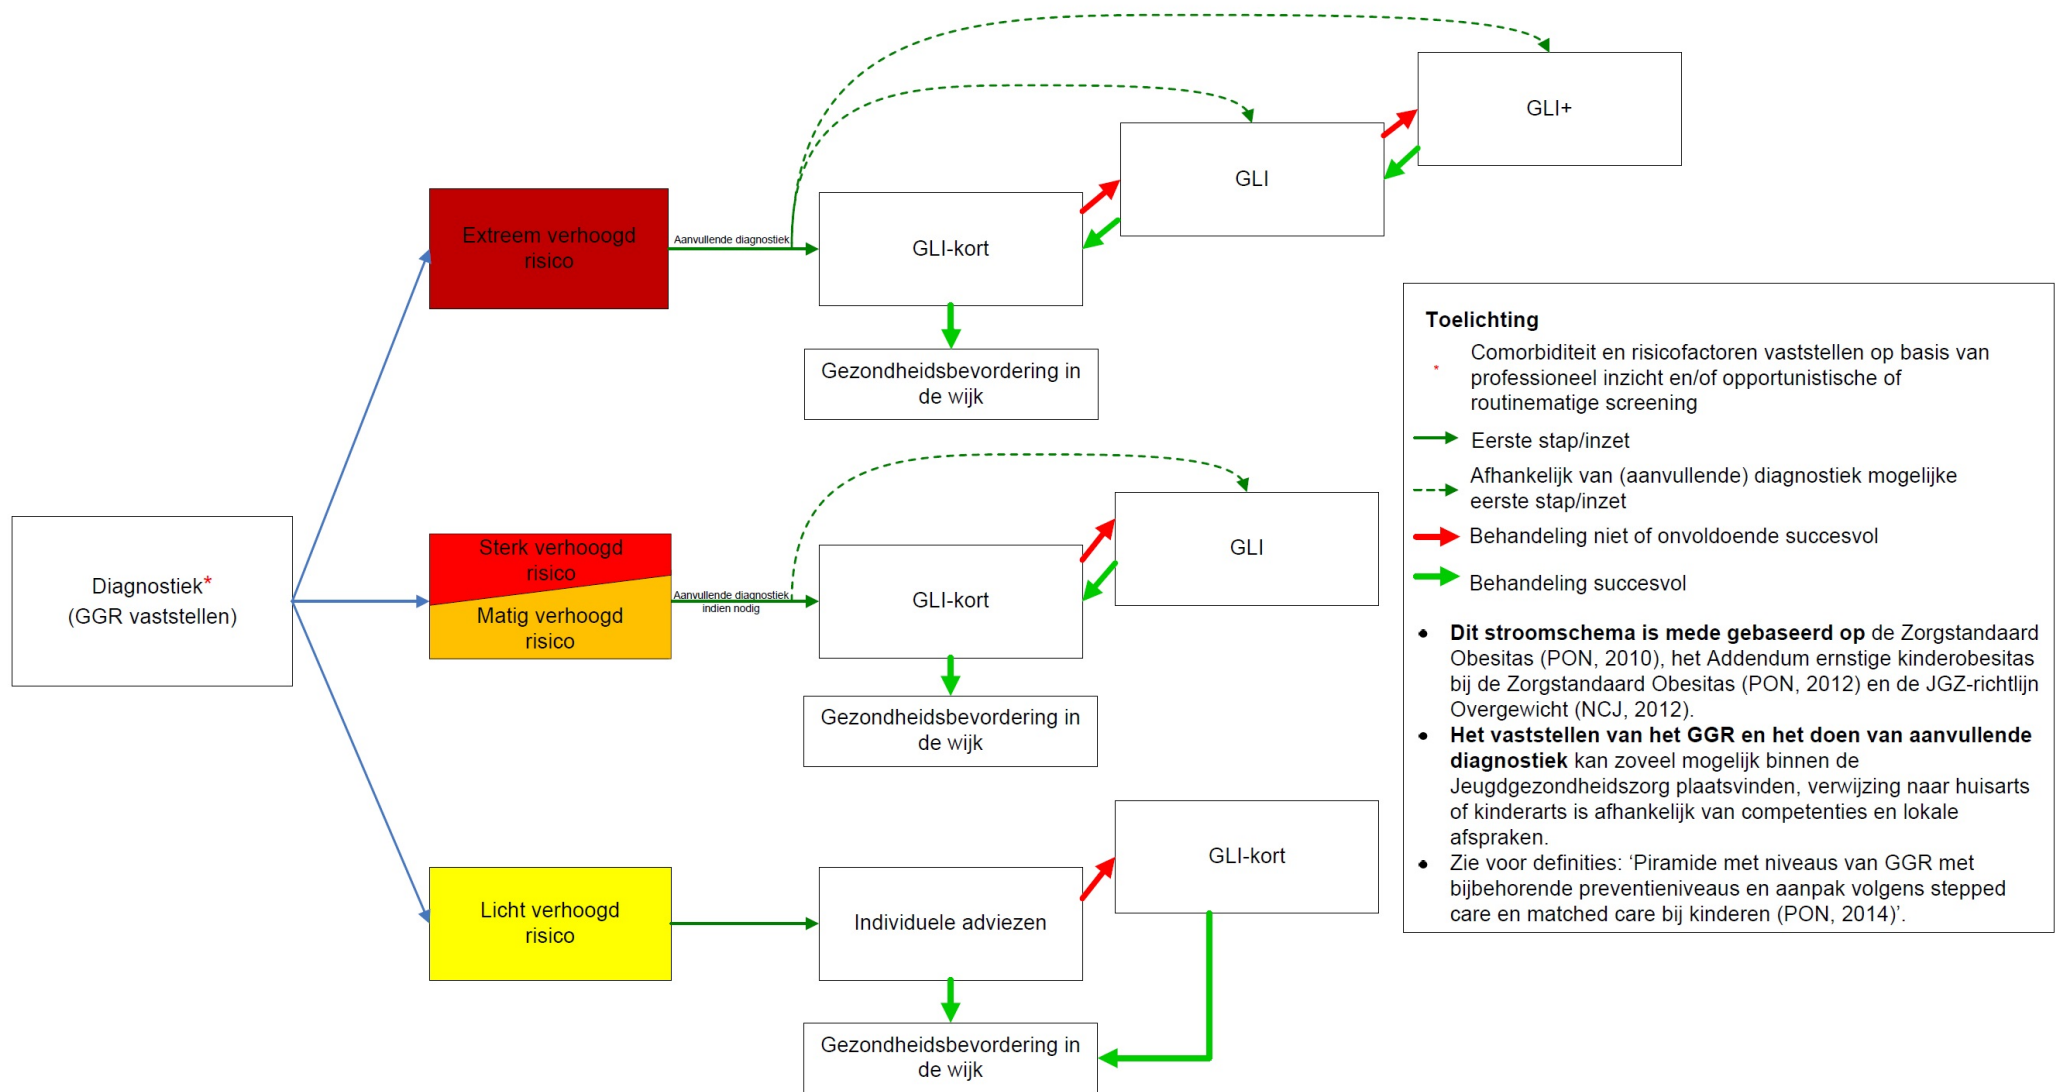 GLI+
GLI
Extreem verhoogd
risico
Aanvullende diagnostiek
GLI-kort
Gezondheidsbevordering in
de wijk
Diagnostiek*
(GGR vaststellen)
Sterk verhoogd
risico
Matig verhoogd
risico
Aanvullende diagnostiek
indien nodig
GLI-kort
GLI
Gezondheidsbevordering in
de wijk
Licht verhoogd
risico
Individuele adviezen
GLI-kort
Gezondheidsbevordering in
de wijk
Toelichting
* Comorbiditeit en risicofactoren vaststellen op basis van
professioneel inzicht en/of opportunistische of
routinematige screening
Eerste stap/inzet
Afhankelijk van (aanvullende) diagnostiek mogelijke
eerste stap/inzet
Behandeling niet of onvoldoende succesvol
Behandeling succesvol
• Dit stroomschema is mede gebaseerd op de Zorgstandaard
Obesitas (PON, 2010), het Addendum ernstige kinderobesitas
bij de Zorgstandaard Obesitas (PON, 2012) en de JGZ-richtlijn
Overgewicht (NCJ, 2012).
• Het vaststellen van het GGR en het doen van aanvullende
diagnostiek kan zoveel mogelijk binnen de
Jeugdgezondheidszorg plaatsvinden, verwijzing naar huisarts
of kinderarts is afhankelijk van competenties en lokale
afspraken.
• Zie voor definities: ‘Piramide met niveaus van GGR met
bijbehorende preventieniveaus en aanpak volgens stepped
care en matched care bij kinderen (PON, 2014)’.